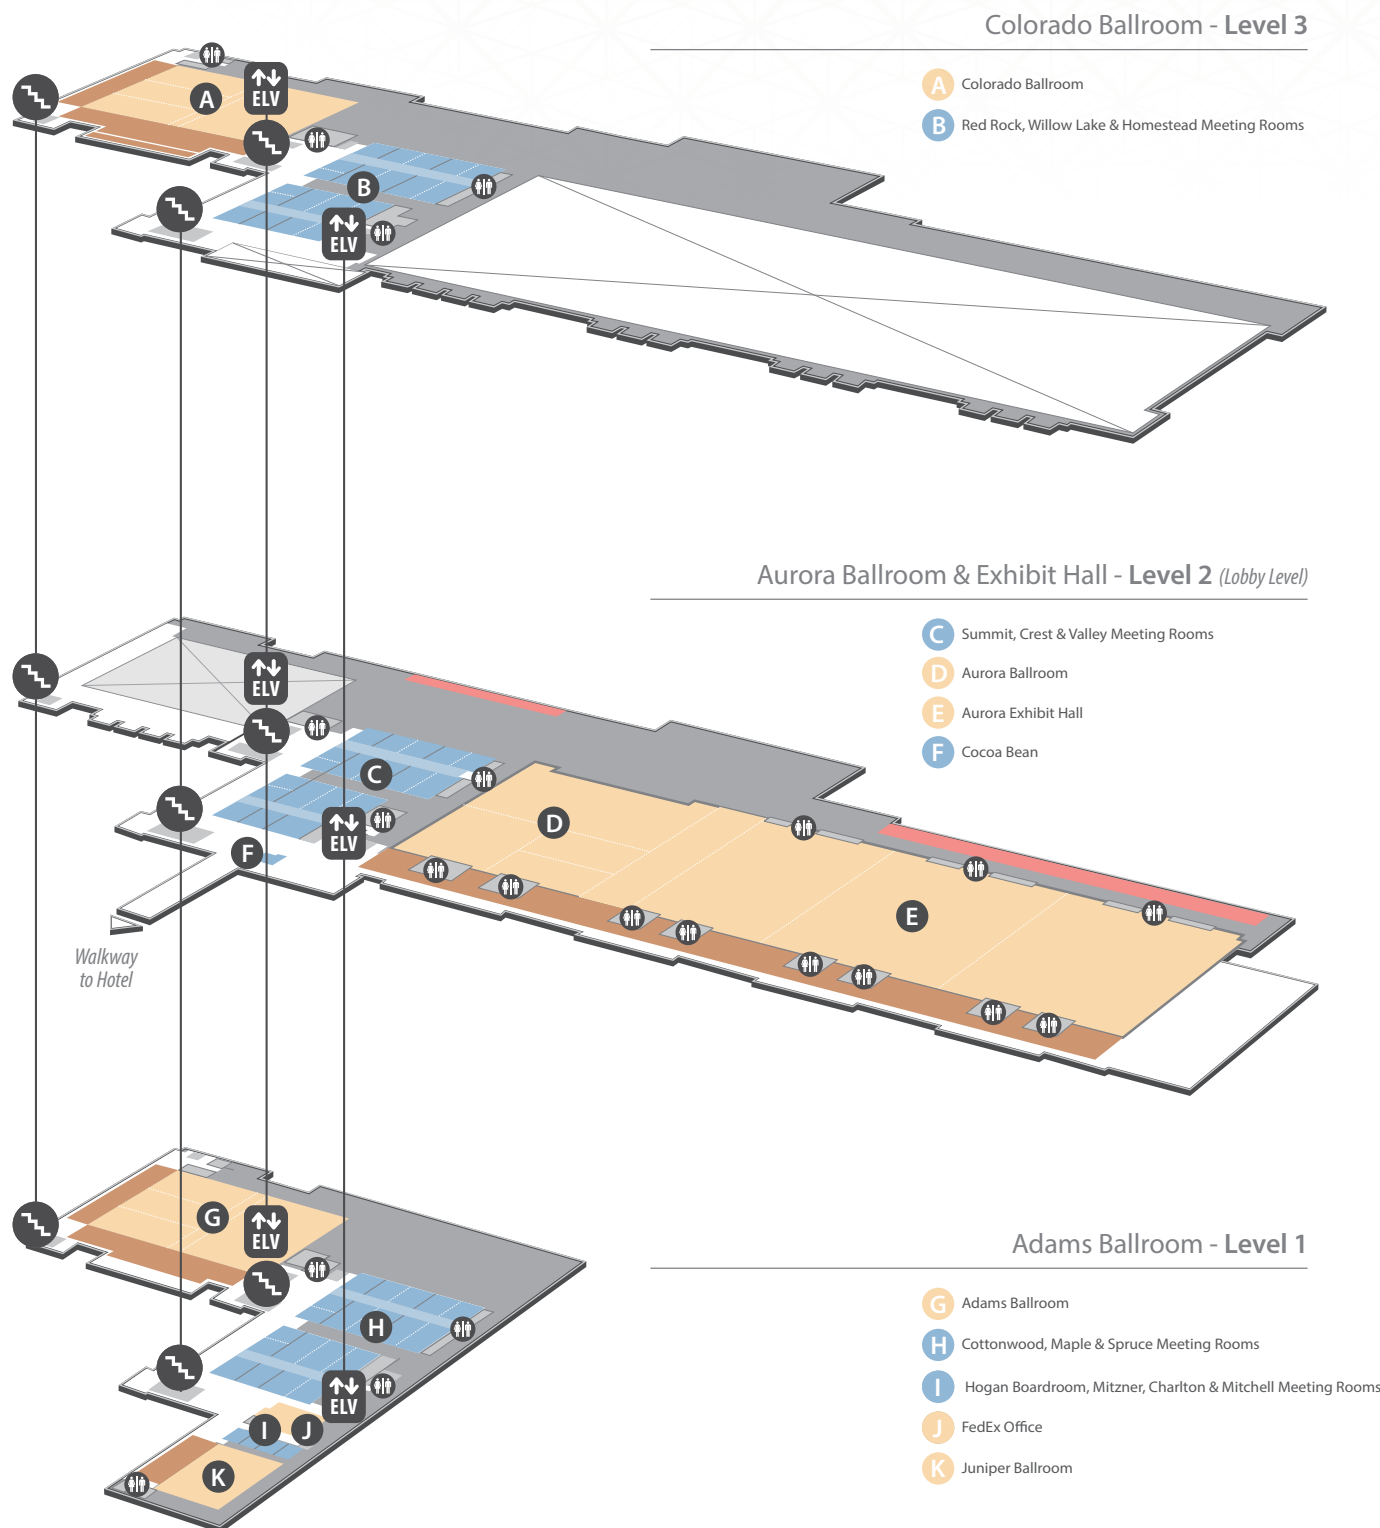 Colorado Ballroom - Level 3
A Colorado Ballroom
B Red Rock, Willow Lake & Homestead Meeting Rooms
A
ELV
B
ELV
Aurora Ballroom & Exhibit Hall - Level 2 (Lobby Level)
C Summit, Crest & Valley Meeting Rooms
D Aurora Ballroom
E Aurora Exhibit Hall
F Cocoa Bean
ELV
C
D
ELV
F
E
Walkway
to Hotel
Adams Ballroom - Level 1
G Adams Ballroom
H Cottonwood, Maple & Spruce Meeting Rooms
I Hogan Boardroom, Mitzner, Charlton & Mitchell Meeting Rooms
J FedEx Office
K Juniper Ballroom
G
ELV
H
ELV
I
J
K